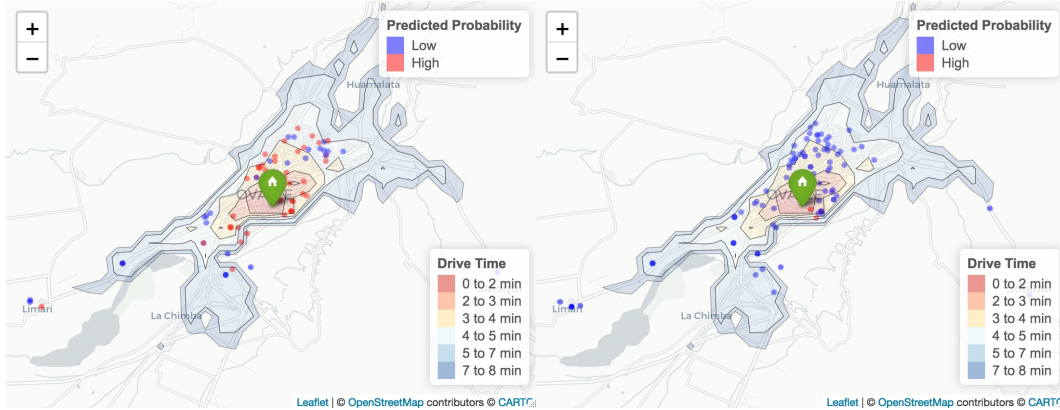 +
−
Predicted Probability
Low
High
Huamalata
Limarí
La Chimba
Drive Time
0 to 2 min
2 to 3 min
3 to 4 min
4 to 5 min
5 to 7 min
7 to 8 min
Leaflet | © OpenStreetMap contributors © CARTO
+
−
Predicted Probability
Low
High
Huamalata
Limarí
La Chimba
Drive Time
0 to 2 min
2 to 3 min
3 to 4 min
4 to 5 min
5 to 7 min
7 to 8 min
Leaflet | © OpenStreetMap contributors © CART